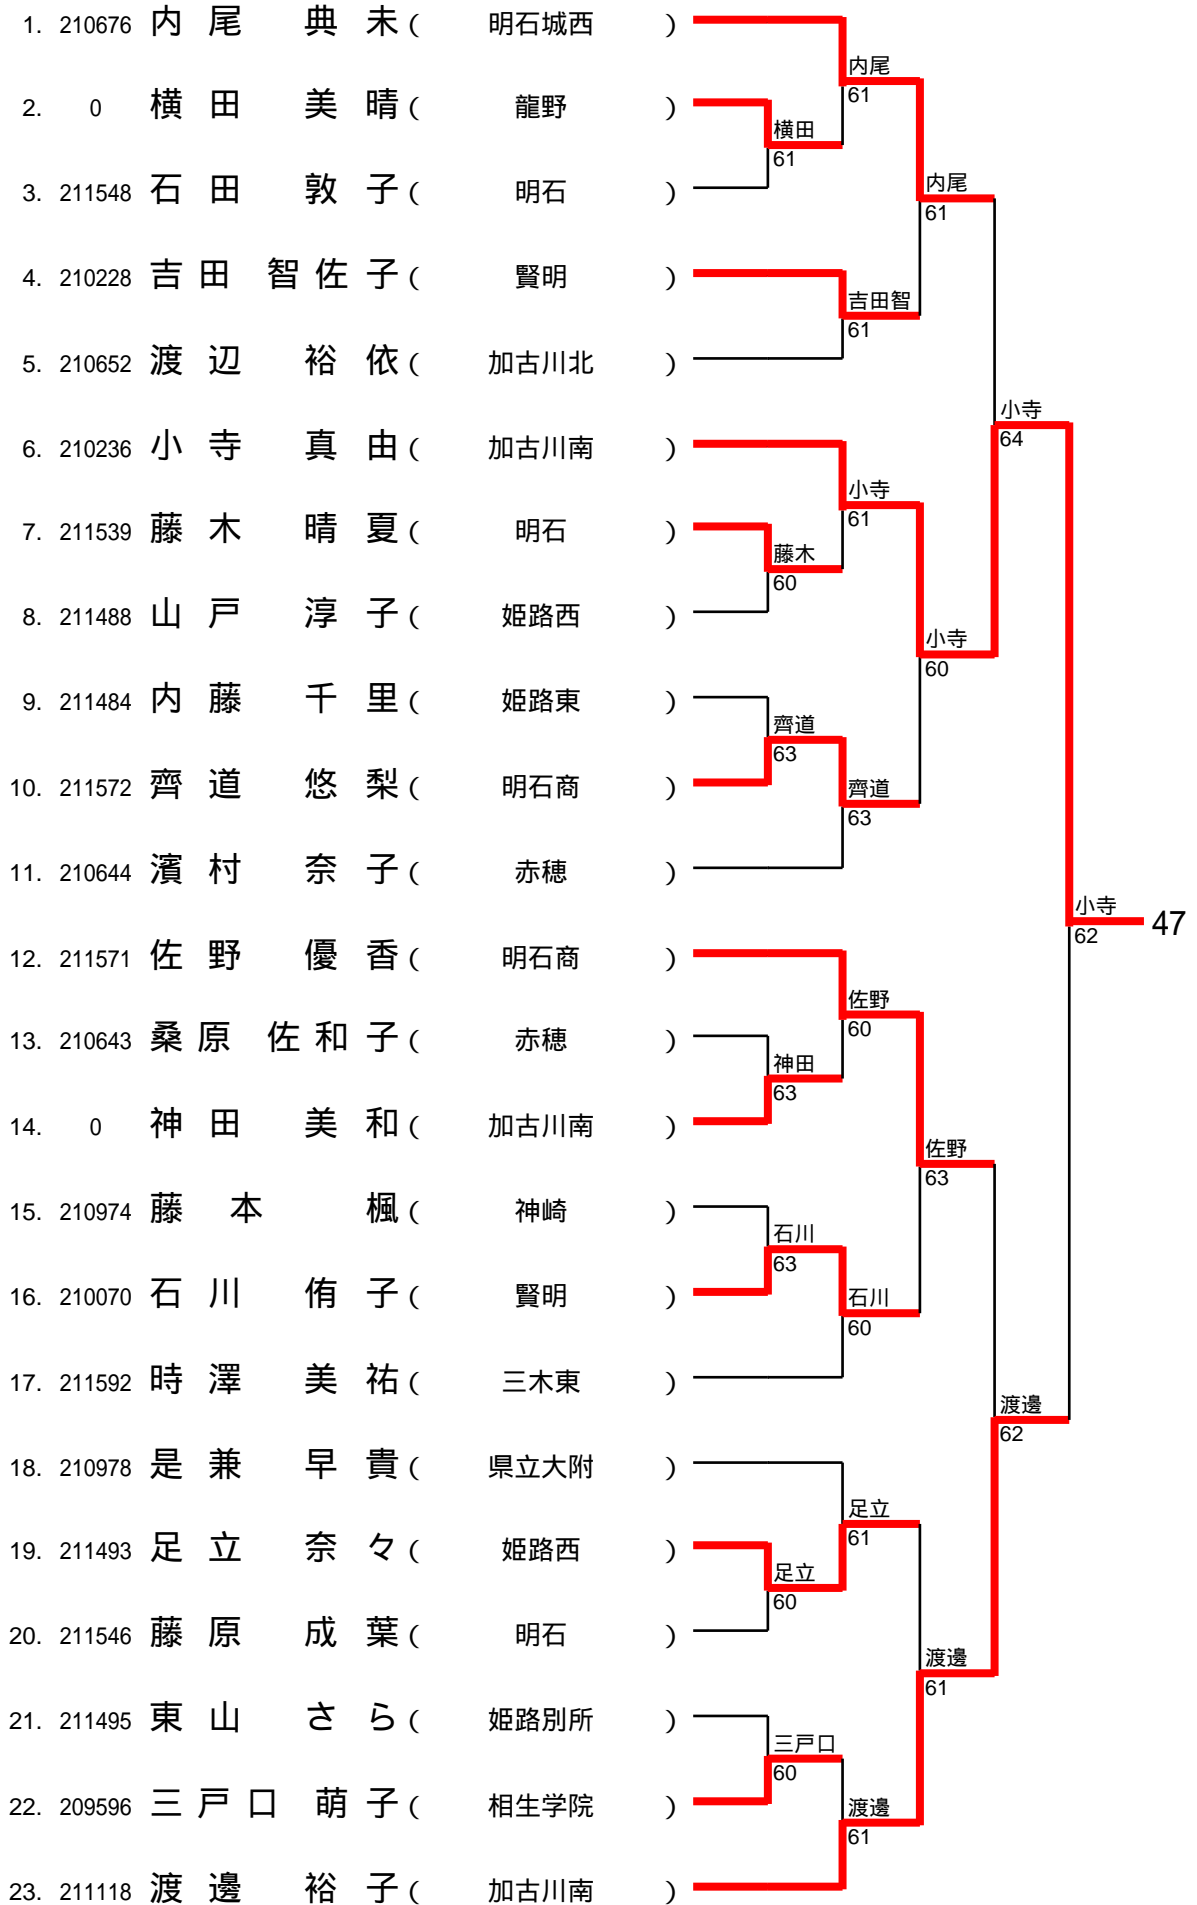 1. 210676 内尾 典未 ( 明石城西 )
内尾
61
2. 0 横田 美晴 ( 龍野 )
横田
61
3. 211548 石田 敦子 ( 明石 )
内尾
61
4. 210228 吉田 智佐子 ( 賢明 )
吉田智
61
5. 210652 渡辺 裕依 ( 加古川北 )
小寺
64
6. 210236 小寺 真由 ( 加古川南 )
小寺
61
7. 211539 藤木 晴夏 ( 明石 )
藤木
60
8. 211488 山戸 淳子 ( 姫路西 )
小寺
60
9. 211484 内藤 千里 ( 姫路東 )
齊道
63
10. 211572 齊道 悠梨 ( 明石商 )
齊道
63
11. 210644 濱村 奈子 ( 赤穂 )
小寺
62
47
12. 211571 佐野 優香 ( 明石商 )
佐野
60
13. 210643 桑原 佐和子 ( 赤穂 )
神田
63
14. 0 神田 美和 ( 加古川南 )
佐野
63
15. 210974 藤本 楓 ( 神崎 )
石川
63
16. 210070 石川 侑子 ( 賢明 )
石川
60
17. 211592 時澤 美祐 ( 三木東 )
渡邊
62
18. 210978 是兼 早貴 ( 県立大附 )
足立
61
19. 211493 足立 奈々 ( 姫路西 )
足立
60
20. 211546 藤原 成葉 ( 明石 )
渡邊
61
21. 211495 東山 さら ( 姫路別所 )
三戸口
60
22. 209596 三戸口 萌子 ( 相生学院 )
渡邊
61
23. 211118 渡邊 裕子 ( 加古川南 )